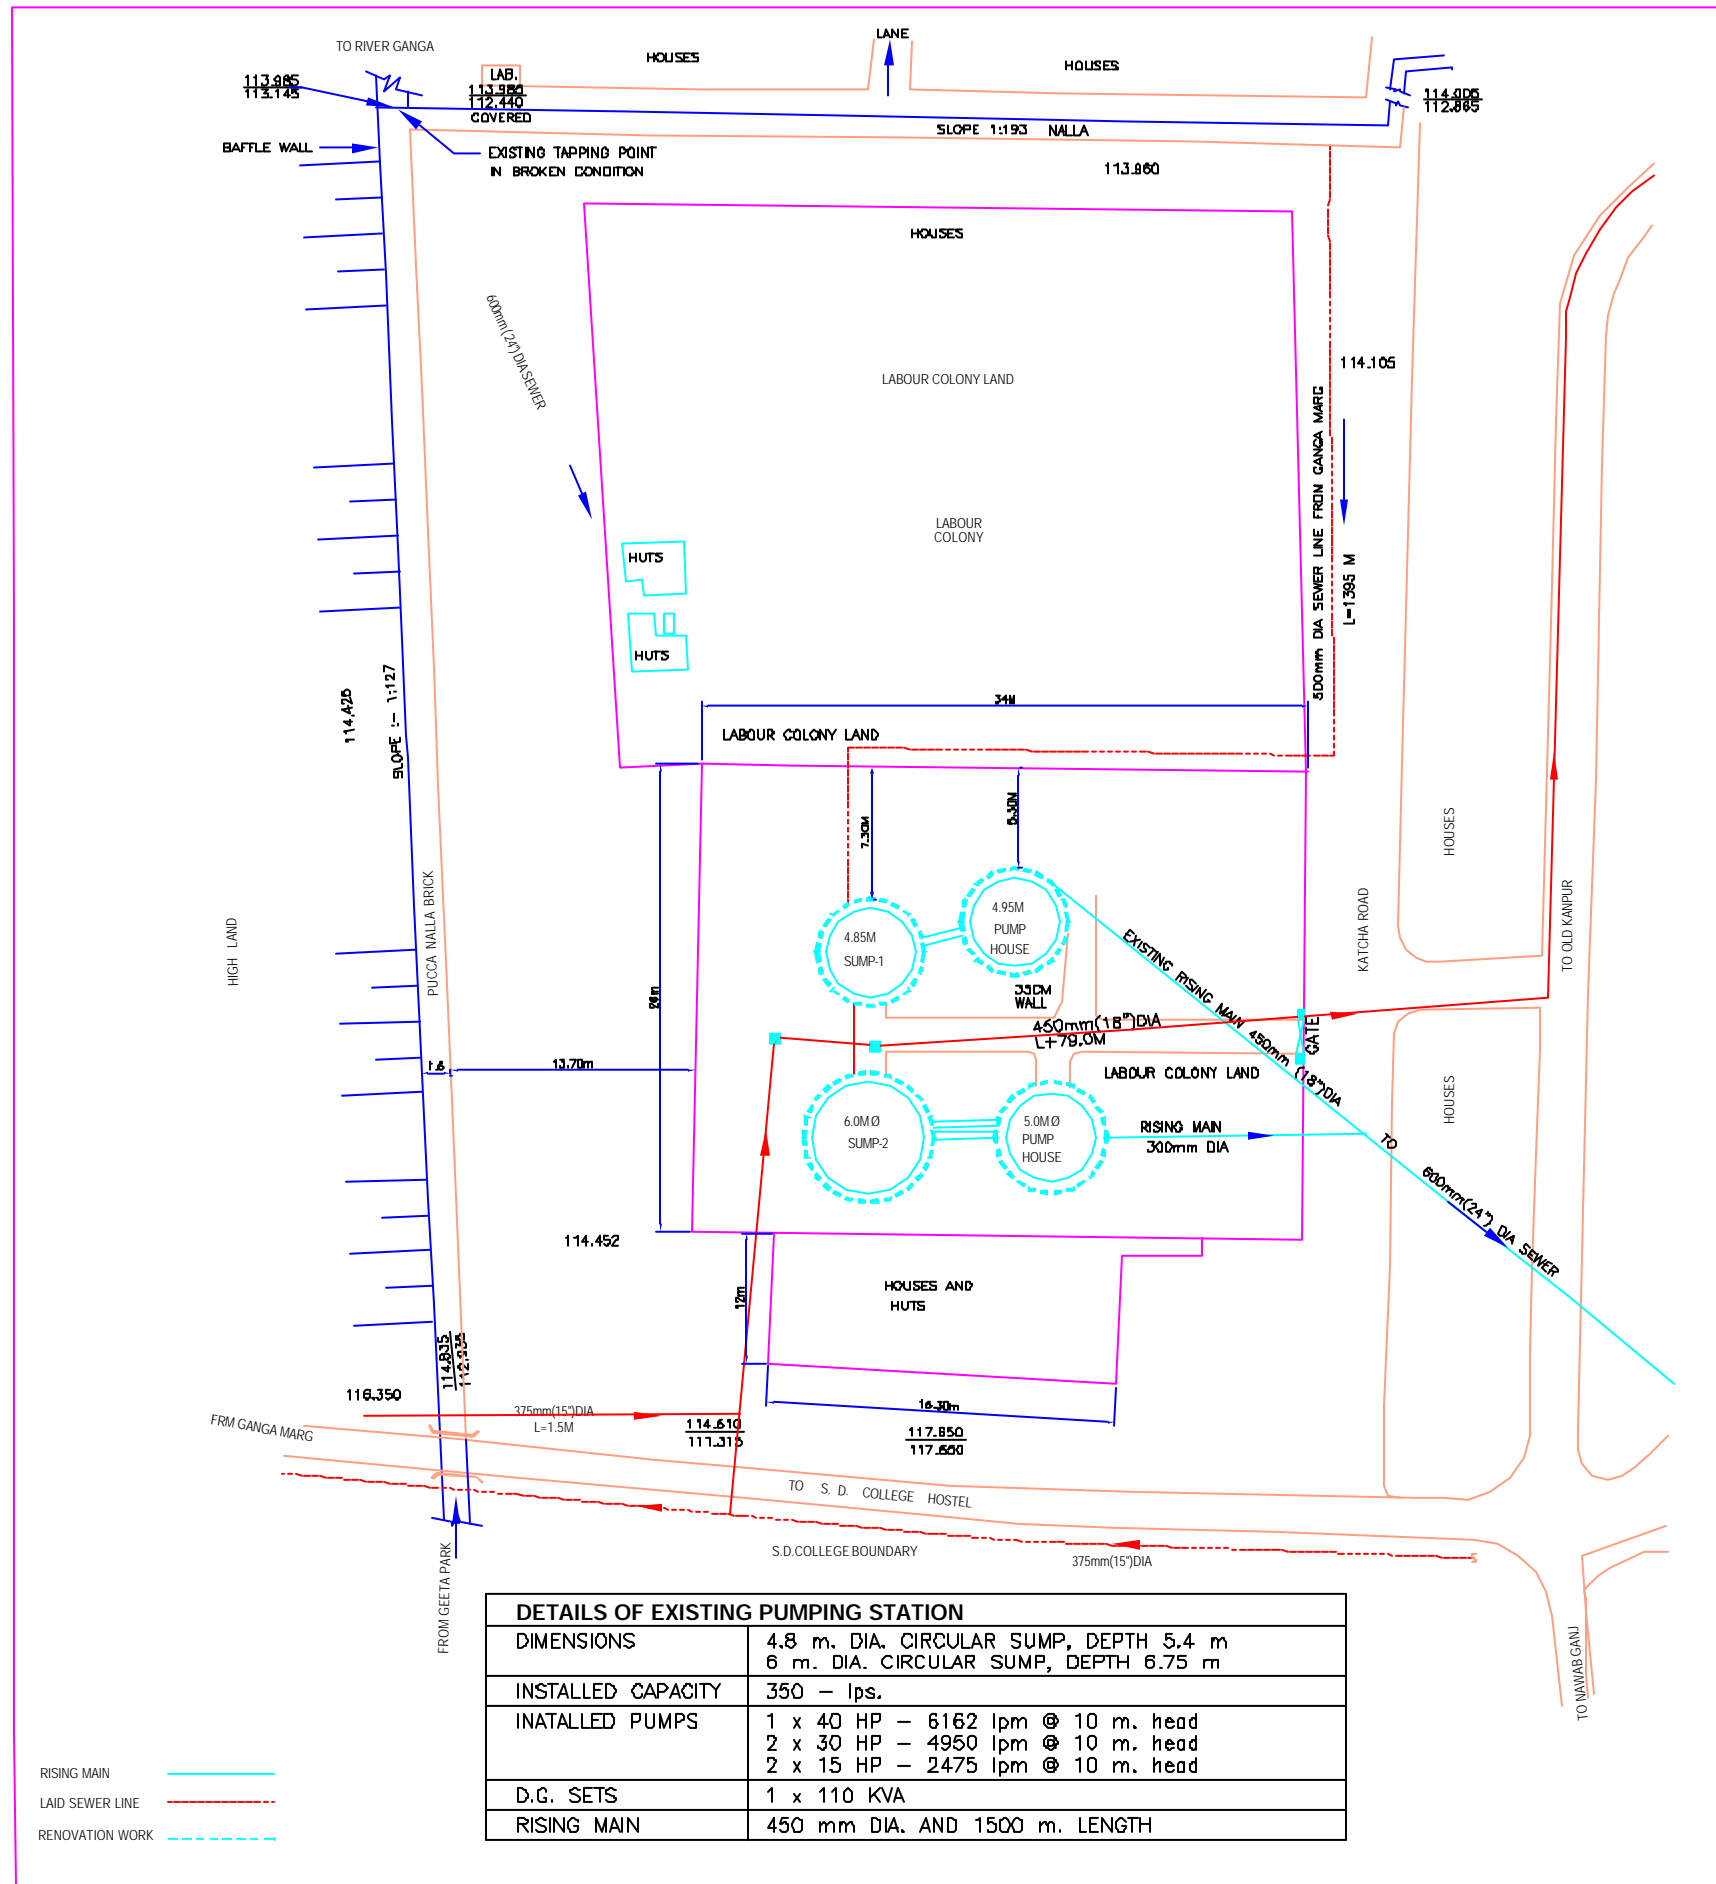 TO RIVER GANGA
LANE
HOUSES
HOUSES
LAB.
113.985
113.145
112.440
COVERED
114.005
112.865
SLOPE 1:193 NALLA
BAFFLE WALL
EXISTING TAPPING POINT
IN BROKEN CONDITION
113.960
HOUSES
600mm(24")DIA SEWER
LABOUR COLONY LAND
114.105
LABOUR
COLONY
500mm DIA SEWER LINE FROM GANGA MARG
L=1395 M
HUTS
HUTS
114.425
SLOPE :- 1:127
34M
LABOUR COLONY LAND
7.30M
HOUSES
HIGH LAND
PUCCA NALLA BRICK
4.85M
SUMP-1
4.95M
PUMP
HOUSE
EXISTING RISING MAIN 450mm (18")DIA
KATCHA ROAD
TO OLD KANPUR
WALL
450mm(18")DIA
L+79.0M
GATE
13.70m
LABOUR COLONY LAND
HOUSES
6.0MØ
SUMP-2
5.0MØ
PUMP
HOUSE
RISING MAIN
300mm DIA
TO
600mm(24") DIA SEWER
114.452
12m
HOUSES AND
HUTS
114.835
116.350
375mm(15")DIA
L=1.5M
FRM GANGA MARG
114.610
111.315
16.30m
117.850
117.660
TO S. D. COLLEGE HOSTEL
S.D.COLLEGE BOUNDARY
375mm(15")DIA
FROM GEETA PARK
TO NAWABGANJ
DETAILS OF EXISTING PUMPING STATION
DIMENSIONS
4.8 m. DIA. CIRCULAR SUMP, DEPTH 5.4 m
6 m. DIA. CIRCULAR SUMP, DEPTH 6.75 m
INSTALLED CAPACITY
350 - lps.
INATALLED PUMPS
1 x 40 HP - 6162 lpm @ 10 m. head
2 x 30 HP - 4950 lpm @ 10 m. head
2 x 15 HP - 2475 lpm @ 10 m. head
D.G. SETS
1 x 110 KVA
RISING MAIN
450 mm DIA. AND 1500 m. LENGTH
RISING MAIN
LAID SEWER LINE
RENOVATION WORK